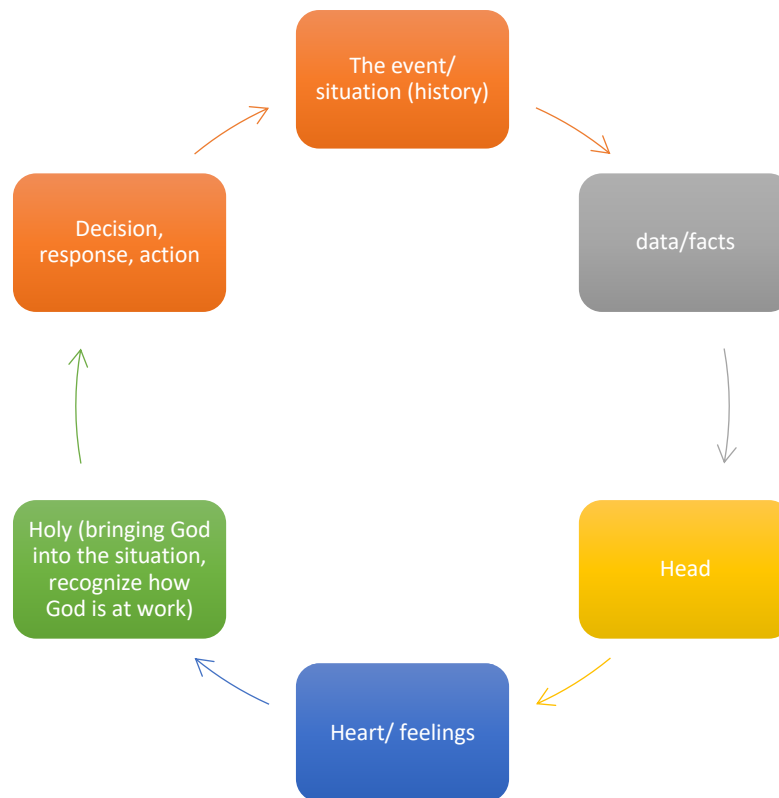 The event/
situation (history)
data/facts
Head
Heart/ feelings
Holy (bringing God
into the situation,
recognize how
God is at work)
Decision,
response, action